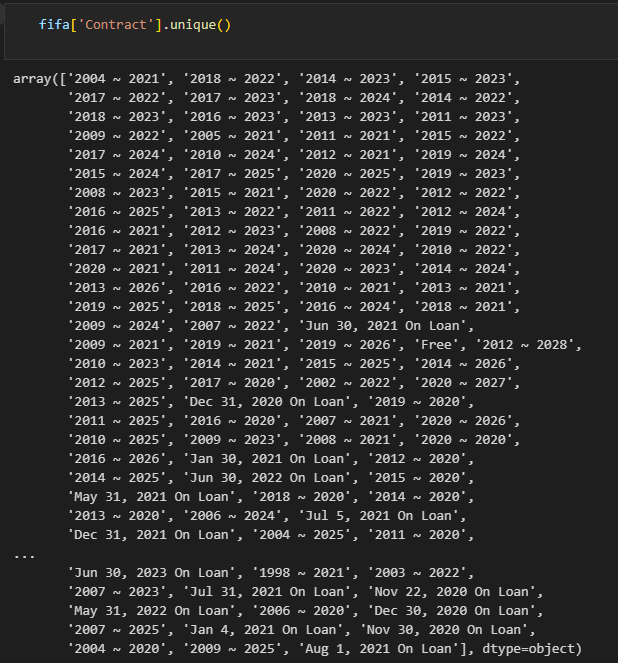 fifa['Contract'].unique()
array(['2004 ~ 2021', '2018 ~ 2022', '2014 ~ 2023', '2015 ~ 2023',
'2017 ~ 2022', '2017 ~ 2023', '2018 ~ 2024', '2014 ~ 2022',
'2018 ~ 2023', '2016 ~ 2023', '2013 ~ 2023', '2011 ~ 2023',
'2009 ~ 2022', '2005 ~ 2021', '2011 ~ 2021', '2015 ~ 2022',
'2017 ~ 2024', '2010 ~ 2024', '2012 ~ 2021', '2019 ~ 2024',
'2015 ~ 2024', '2017 ~ 2025', '2020 ~ 2025', '2019 ~ 2023',
'2008 ~ 2023', '2015 ~ 2021', '2020 ~ 2022', '2012 ~ 2022',
'2016 ~ 2025', '2013 ~ 2022', '2011 ~ 2022', '2012 ~ 2024',
'2016 ~ 2021', '2012 ~ 2023', '2008 ~ 2022', '2019 ~ 2022',
'2017 ~ 2021', '2013 ~ 2024', '2020 ~ 2024', '2010 ~ 2022',
'2020 ~ 2021', '2011 ~ 2024', '2020 ~ 2023', '2014 ~ 2024',
'2013 ~ 2026', '2016 ~ 2022', '2010 ~ 2021', '2013 ~ 2021',
'2019 ~ 2025', '2018 ~ 2025', '2016 ~ 2024', '2018 ~ 2021',
'2009 ~ 2024', '2007 ~ 2022', 'Jun 30, 2021 On Loan',
'2009 ~ 2021', '2019 ~ 2021', '2019 ~ 2026', 'Free', '2012 ~ 2028',
'2010 ~ 2023', '2014 ~ 2021', '2015 ~ 2025', '2014 ~ 2026',
'2012 ~ 2025', '2017 ~ 2020', '2002 ~ 2022', '2020 ~ 2027',
'2013 ~ 2025', 'Dec 31, 2020 On Loan', '2019 ~ 2020',
'2011 ~ 2025', '2016 ~ 2020', '2007 ~ 2021', '2020 ~ 2026',
'2010 ~ 2025', '2009 ~ 2023', '2008 ~ 2021', '2020 ~ 2020',
'2016 ~ 2026', 'Jan 30, 2021 On Loan', '2012 ~ 2020',
'2014 ~ 2025', 'Jun 30, 2022 On Loan', '2015 ~ 2020',
'May 31, 2021 On Loan', '2018 ~ 2020', '2014 ~ 2020',
'2013 ~ 2020', '2006 ~ 2024', 'Jul 5, 2021 On Loan',
'Dec 31, 2021 On Loan', '2004 ~ 2025', '2011 ~ 2020',
...
'Jun 30, 2023 On Loan', '1998 ~ 2021', '2003 ~ 2022',
'2007 ~ 2023', 'Jul 31, 2021 On Loan', 'Nov 22, 2020 On Loan',
'May 31, 2022 On Loan', '2006 ~ 2020', 'Dec 30, 2020 On Loan',
'2007 ~ 2025', 'Jan 4, 2021 On Loan', 'Nov 30, 2020 On Loan',
'2004 ~ 2020', '2009 ~ 2025', 'Aug 1, 2021 On Loan'], dtype=object)